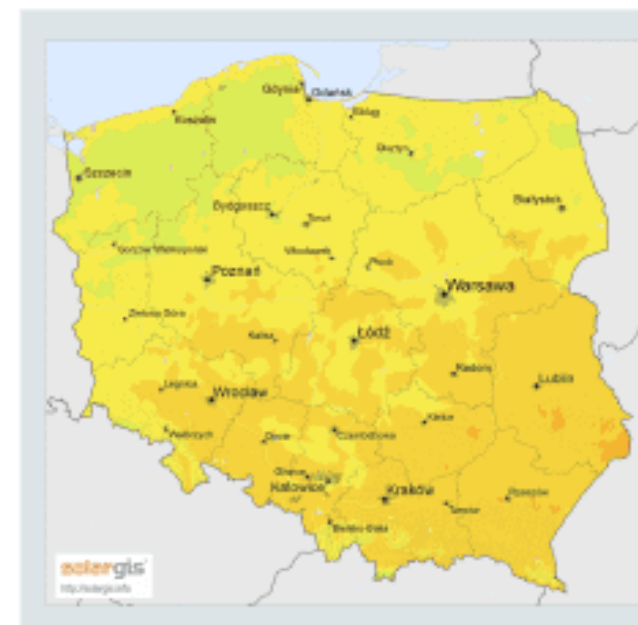 Gdynia
Gdańsk
Koszalin
Elbląg
Olsztyn
Szczecin
Białystok
Bydgoszcz
Toruń
Włocławek
Gorzów Wielkopolski
Płock
Poznań
Warsawa
Zielona Góra
Kalisz
Łódź
Radom
Lublin
Legnica
Wrocław
Kielce
Wałbrzych
Opole
Częstochowa
Gliwice
Katowice
Kraków
Tarnów
Rzeszów
Bielsko-Biała
solargis
http://solargis.info